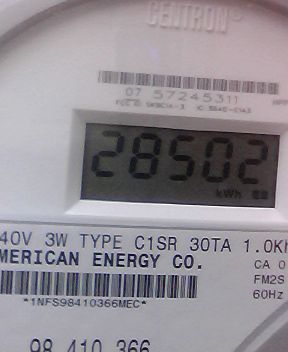 CENTRON®
07 57245311
28502
kWh
40V 3W TYPE C1SR 30TA 1.0Kh
MERICAN ENERGY CO.
CA 0
FM2S
60Hz
*1NFS98410366MEC*
98 410 366